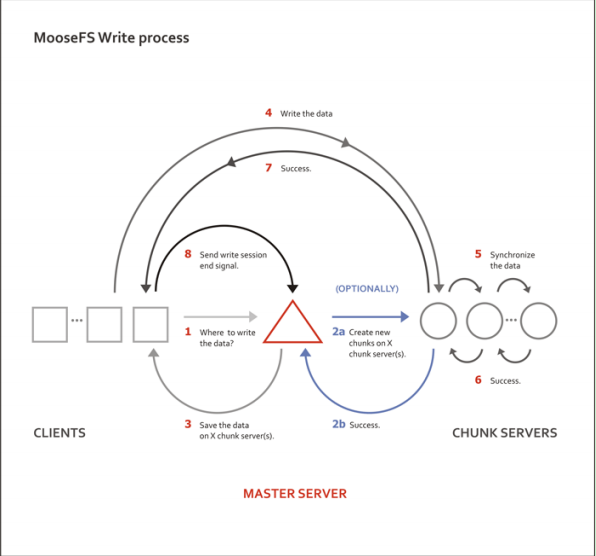 MooseFS Write process
4 Write the data
7 Success.
8 Send write session
end signal.
5 Synchronize
the data
(OPTIONALLY)
1 Where to write
the data?
2a Create new
chunks on X
chunk server(s).
6 Success.
3 Save the data
on X chunk server(s).
2b Success.
CLIENTS
CHUNK SERVERS
MASTER SERVER